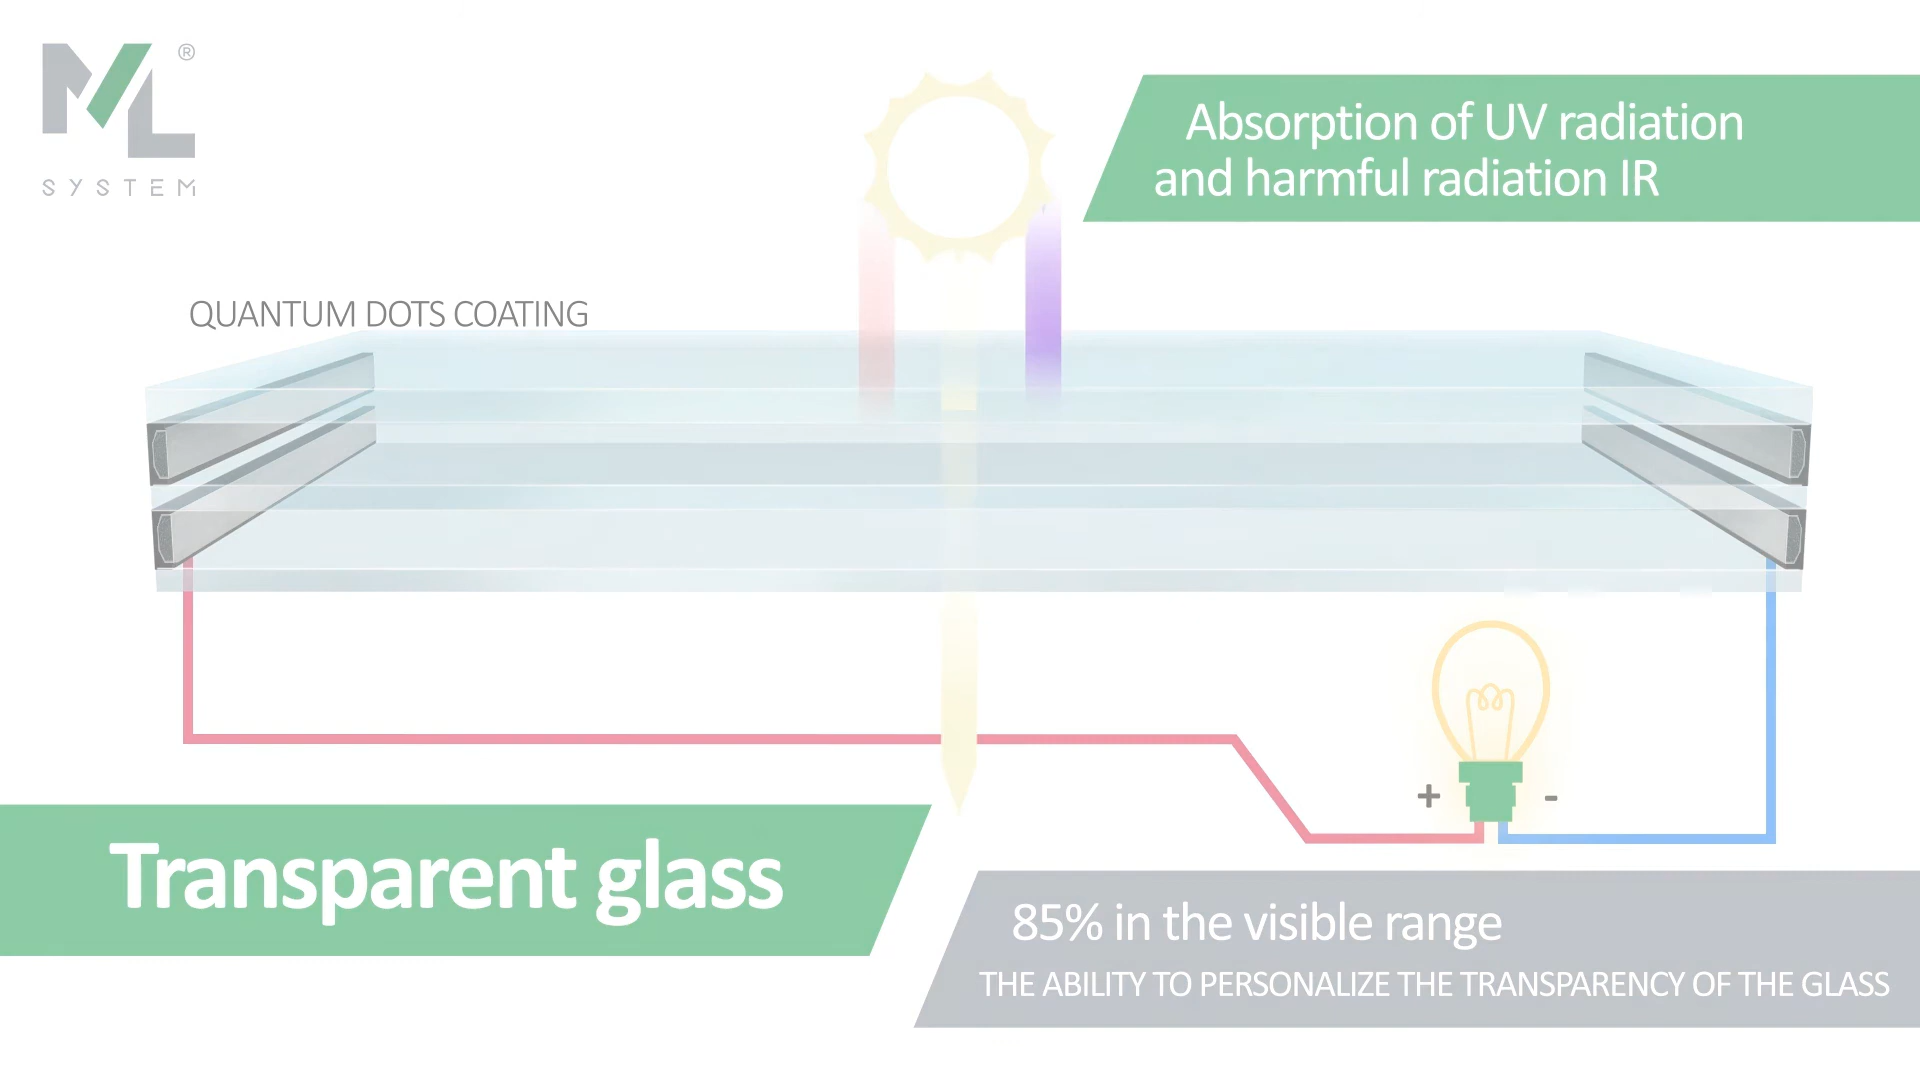 ML®
SYSTEM
Absorption of UV radiation
and harmful radiation IR
QUANTUM DOTS COATING
+ -
Transparent glass
85% in the visible range
THE ABILITY TO PERSONALIZE THE TRANSPARENCY OF THE GLASS